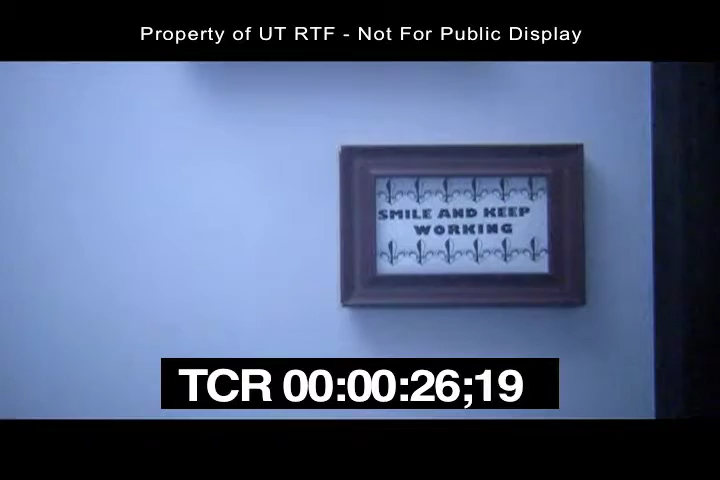 Property of UT RTF - Not For Public Display
SMILE AND KEEP
WORKING
TCR 00:00:26;19